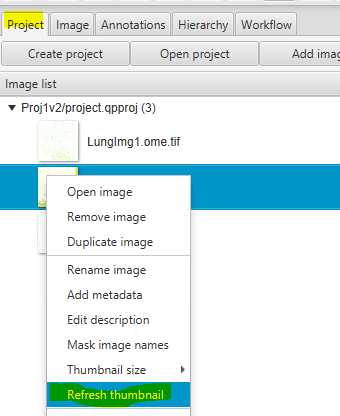 Project Image Annotations Hierarchy Workflow
Create project Open project Add imag
Image list
Proj1v2/project.qpproj (3)
LungImg1.ome.tif
Open image
Remove image
Duplicate image
Rename image
Add metadata
Edit description
Mask image names
Thumbnail size
Refresh thumbnail